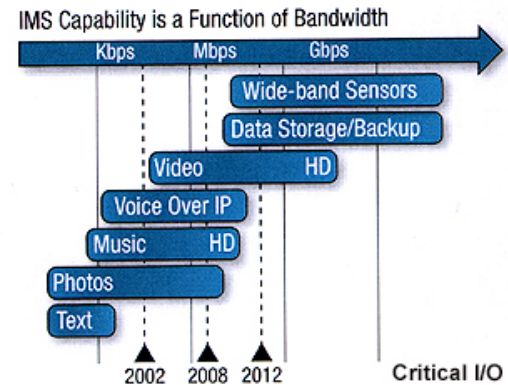 IMS Capability is a Function of Bandwidth
Kbps Mbps Gbps
Wide-band Sensors
Data Storage/Backup
Video HD
Voice Over IP
Music HD
Photos
Text
2002 2008 2012 Critical I/O